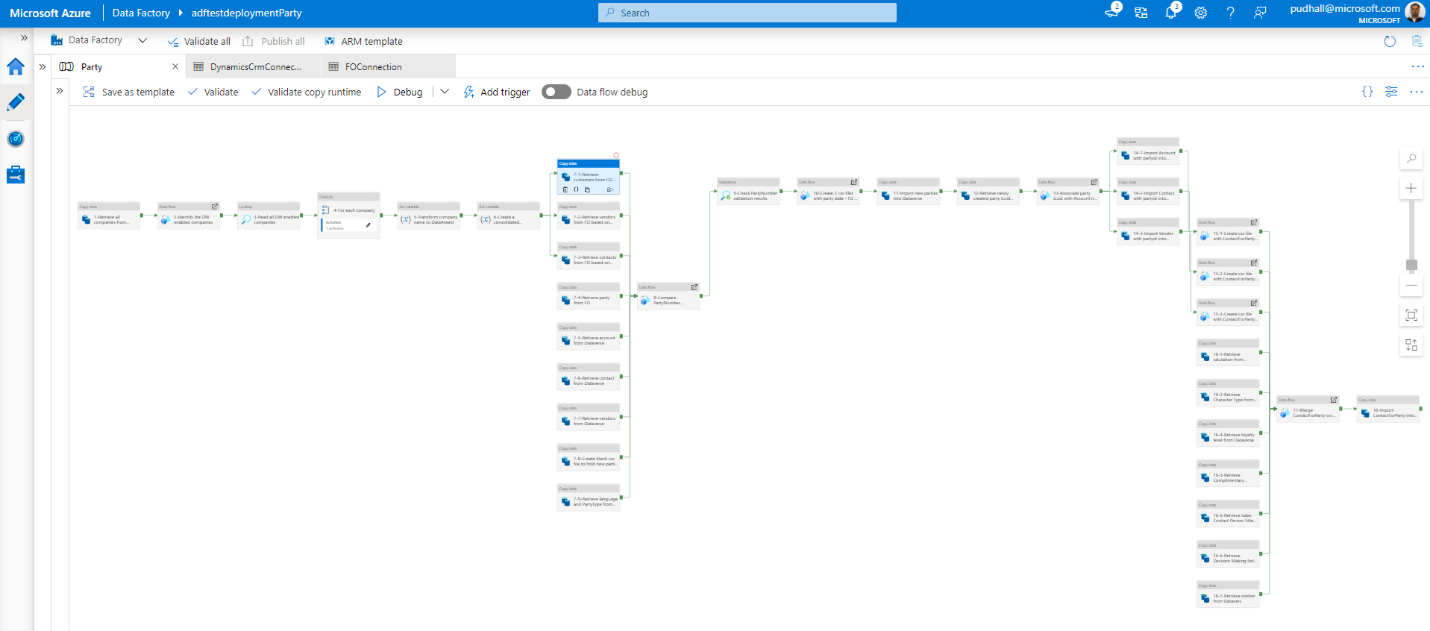 Microsoft Azure
Data Factory
adftestdeploymentParty
Search
2
3
pudhall@microsoft.com
MICROSOFT
Data Factory
Validate all
Publish all
ARM template
Party
DynamicsCrmConnec...
FOConnection
Save as template
Validate
Validate copy runtime
Debug
Add trigger
Data flow debug
Copy data
1-Retrieve all
companies from...
Data flow
2-Identify the DW
enabled companies
Lookup
3-Read all DW enabled
companies
ForEach
4-For each company
Activities
Set variable
5-Transform company
name to DataAreaId
Set variable
6-Create a
consolidated...
Copy data
7-1-Retrieve
customers from FO...
Copy data
7-2-Retrieve vendors
from FO based on...
Copy data
7-3-Retrieve contacts
from FO based on...
Copy data
7-4-Retrieve party
from FO
Copy data
7-5-Retrieve account
from Dataverse
Copy data
7-6-Retrieve contact
from Dataverse
Copy data
7-7-Retrieve vendors
from Dataverse
Copy data
7-8-Create blank csv
file to hold new parti...
Copy data
7-9-Retrieve language
and PartyType from...
Data flow
8-Compare
PartyNumber...
Validation
9-Check PartyNumber
validation results
Data flow
10-Create 2 csv files
with party data - FO ...
Copy data
11-Import new parties
into Dataverse
Copy data
12-Retrieve newly
created party Guid...
Data flow
13-Associate party
Guid with Account n...
Copy data
14-1-Import Account
with partyid into...
Copy data
14-2-Import Contact
with partyid into...
Copy data
14-3-Import Vendor
with partyid into...
Data flow
15-1-Create csv file
with ContactForParty...
Data flow
15-2-Create csv file
with ContactForParty...
Data flow
15-3-Create csv file
with ContactForParty...
Copy data
16-1-Retrieve
salutation from...
Copy data
16-2-Retrieve
Character Type from...
Copy data
16-4-Retrieve loyalty
level from Dataverse
Copy data
16-3-Retrieve
Complimentary...
Copy data
16-5-Retrieve Sales
Contact Person Title...
Copy data
16-6-Retrieve
Decision Making Rol...
Copy data
16-7-Retrieve worker
from Datavers
Data flow
17-Merge
ContactForParty csv...
Copy data
18-Import
ContactForParty into...